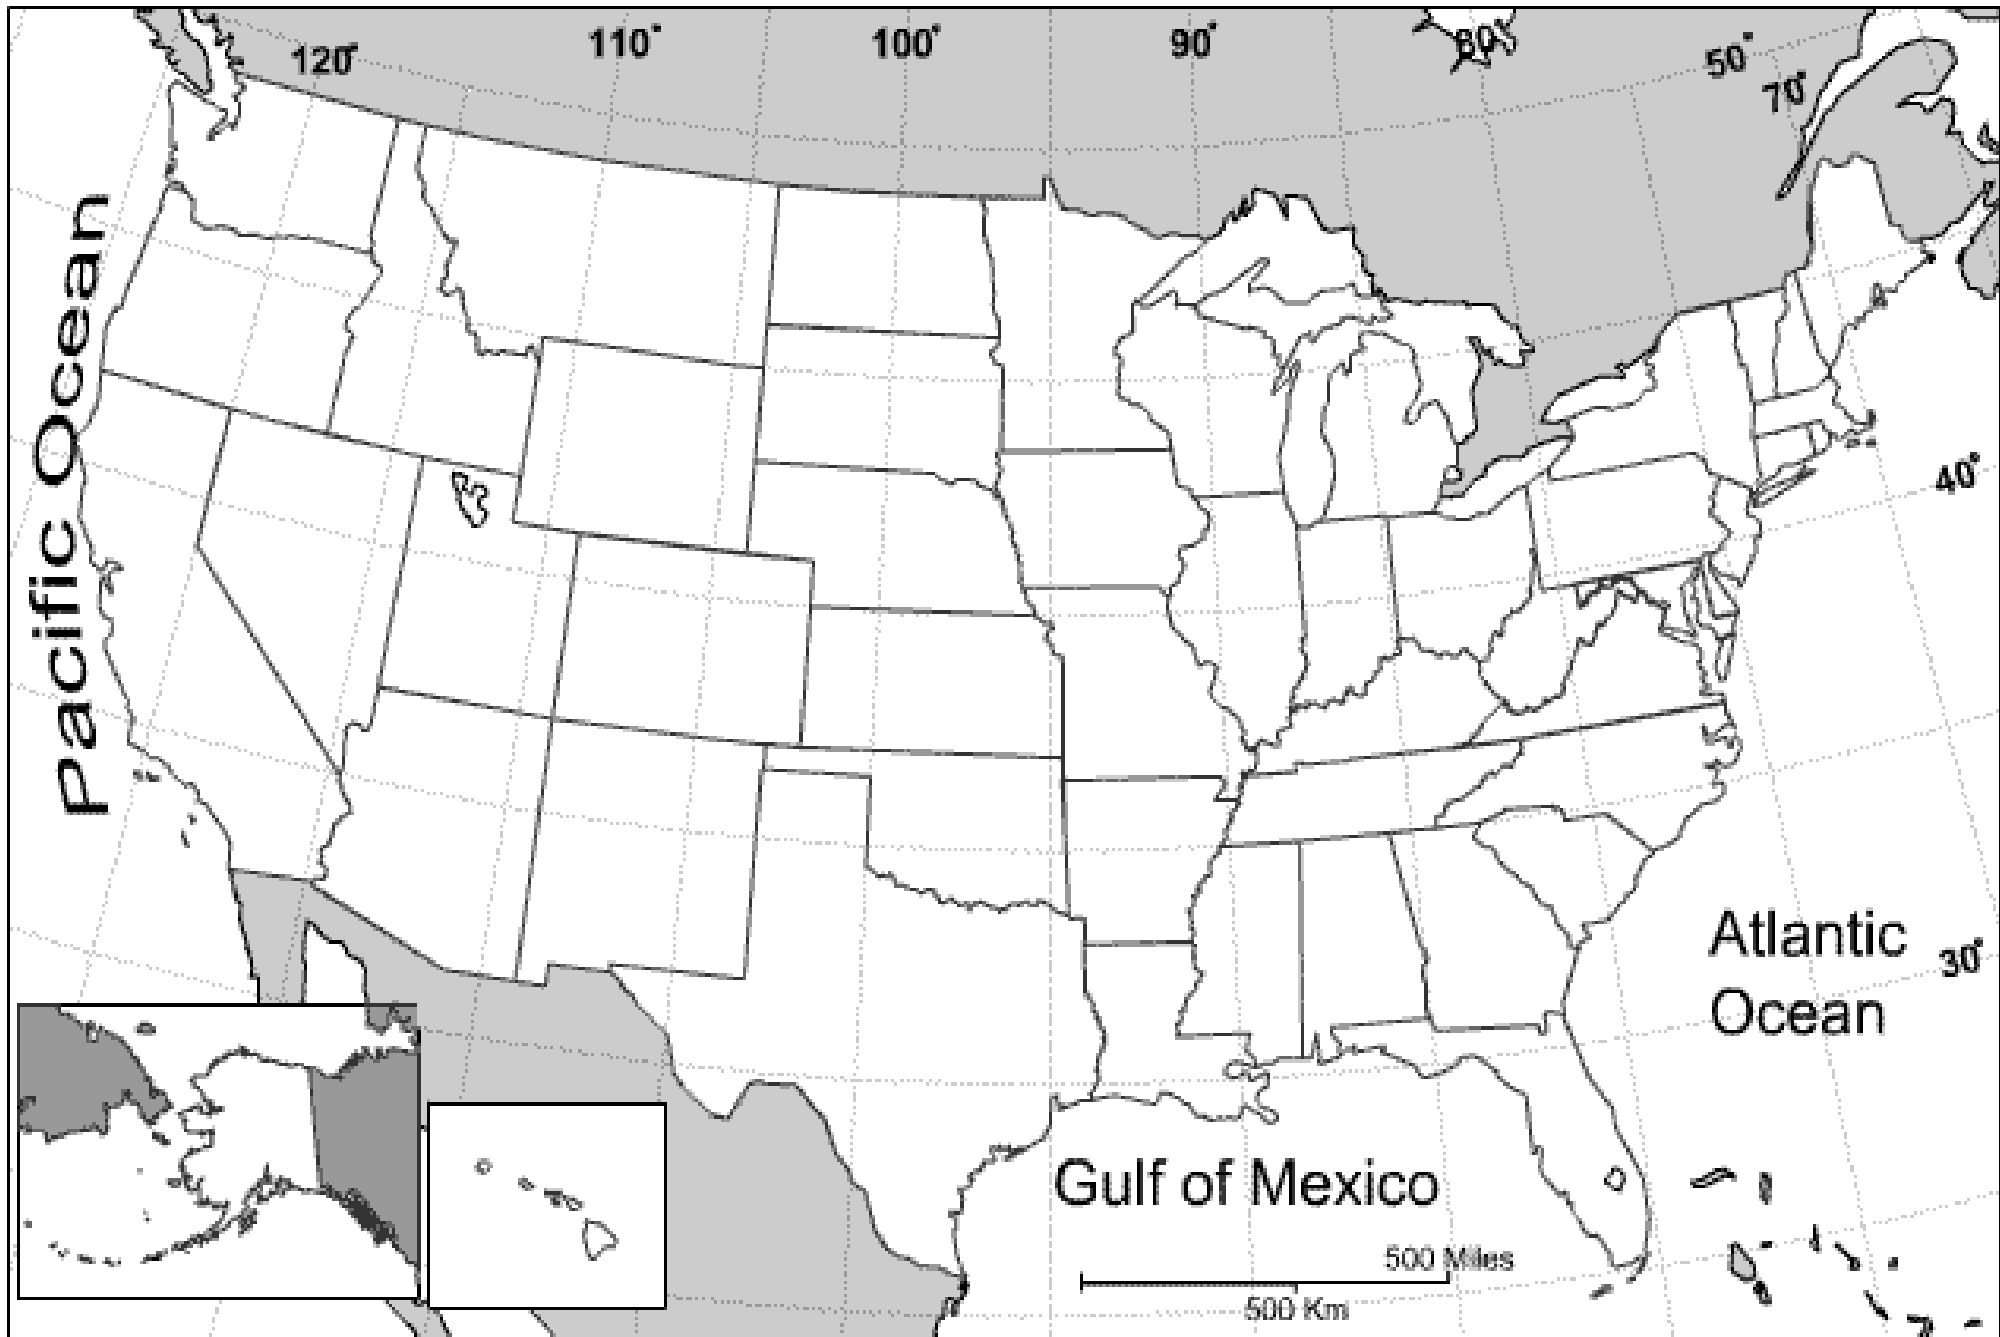 120°
110°
100°
90°
80°
50°
70°
Pacific Ocean
40°
Atlantic
Ocean
30°
Gulf of Mexico
500 Miles
500 Km